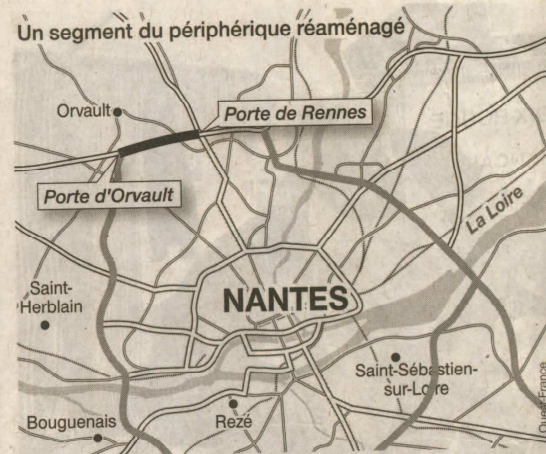 Un segment du périphérique réaménagé
Orvault
Porte de Rennes
Porte d'Orvault
La Loire
Saint-
Herblain
NANTES
Saint-Sébastien-
sur-Loire
Bouguenais
Rezé
Ouest-France